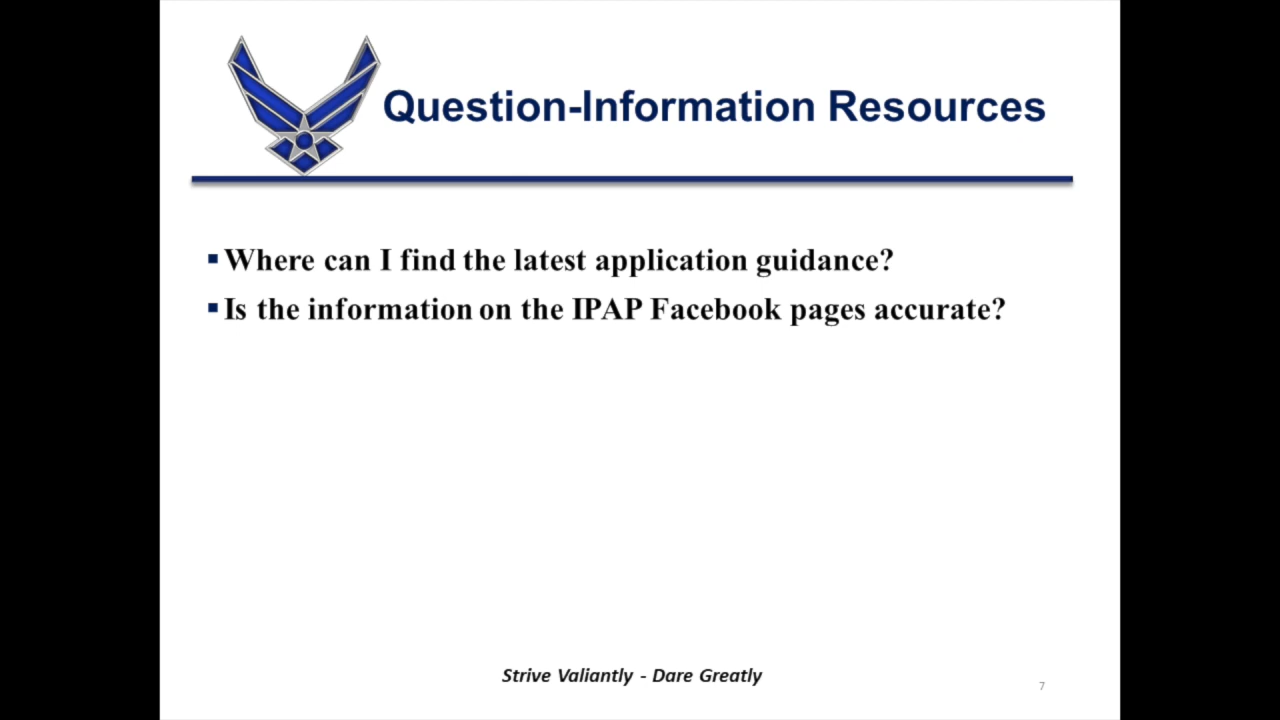 Question-Information Resources
▪Where can I find the latest application guidance?
▪Is the information on the IPAP Facebook pages accurate?
Strive Valiantly - Dare Greatly
7